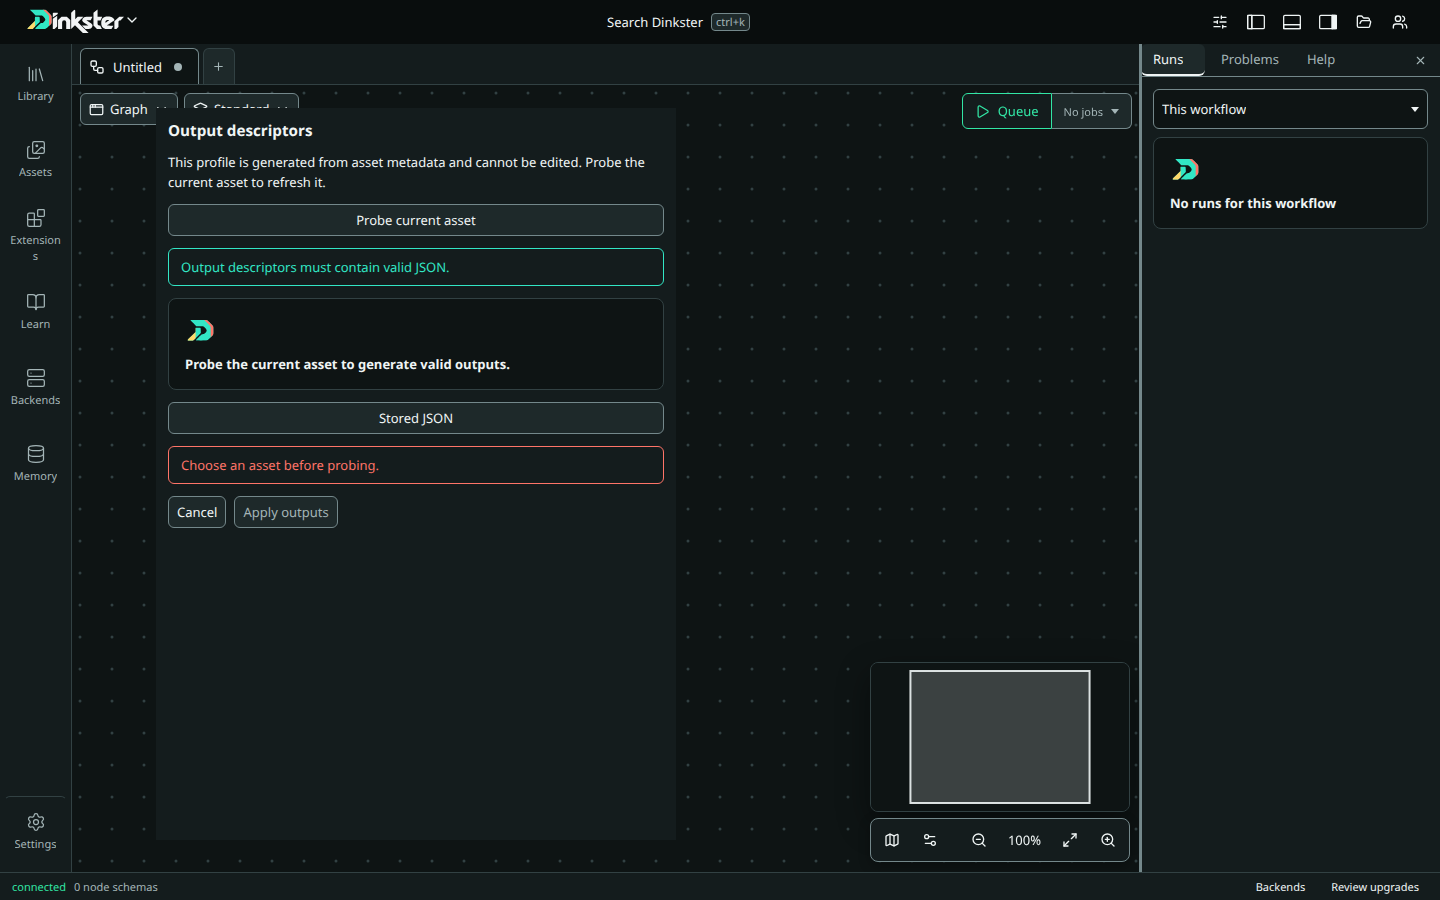 Dinkster
Search Dinkster ctrl+k
Library
Assets
Extension
s
Learn
Backends
Memory
Settings
Untitled
Graph
Standard
Output descriptors
This profile is generated from asset metadata and cannot be edited. Probe the
current asset to refresh it.
Probe current asset
Output descriptors must contain valid JSON.
Probe the current asset to generate valid outputs.
Stored JSON
Choose an asset before probing.
Cancel
Apply outputs
Queue
No jobs
100%
Runs
Problems
Help
This workflow
No runs for this workflow
connected 0 node schemas
Backends
Review upgrades